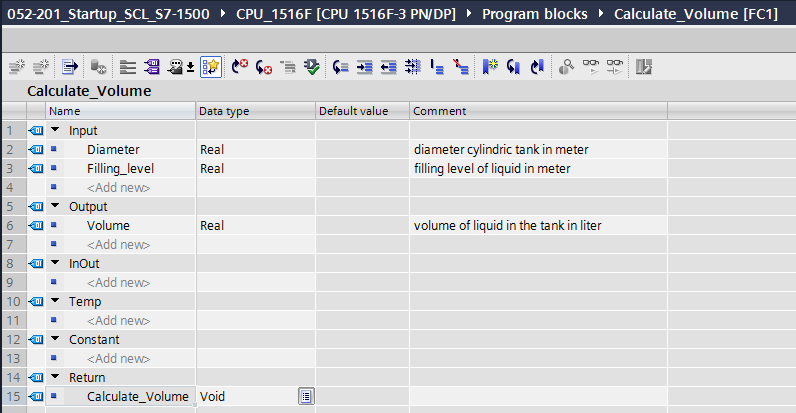 052-201_Startup_SCL_S7-1500 › CPU_1516F [CPU 1516F-3 PN/DP] › Program blocks › Calculate_Volume [FC1]
Calculate_Volume
Name Data type Default value Comment
1 Input
2 Diameter Real diameter cylindric tank in meter
3 Filling_level Real filling level of liquid in meter
4 <Add new>
5 Output
6 Volume Real volume of liquid in the tank in liter
7 <Add new>
8 InOut
9 <Add new>
10 Temp
11 <Add new>
12 Constant
13 <Add new>
14 Return
15 Calculate_Volume Void